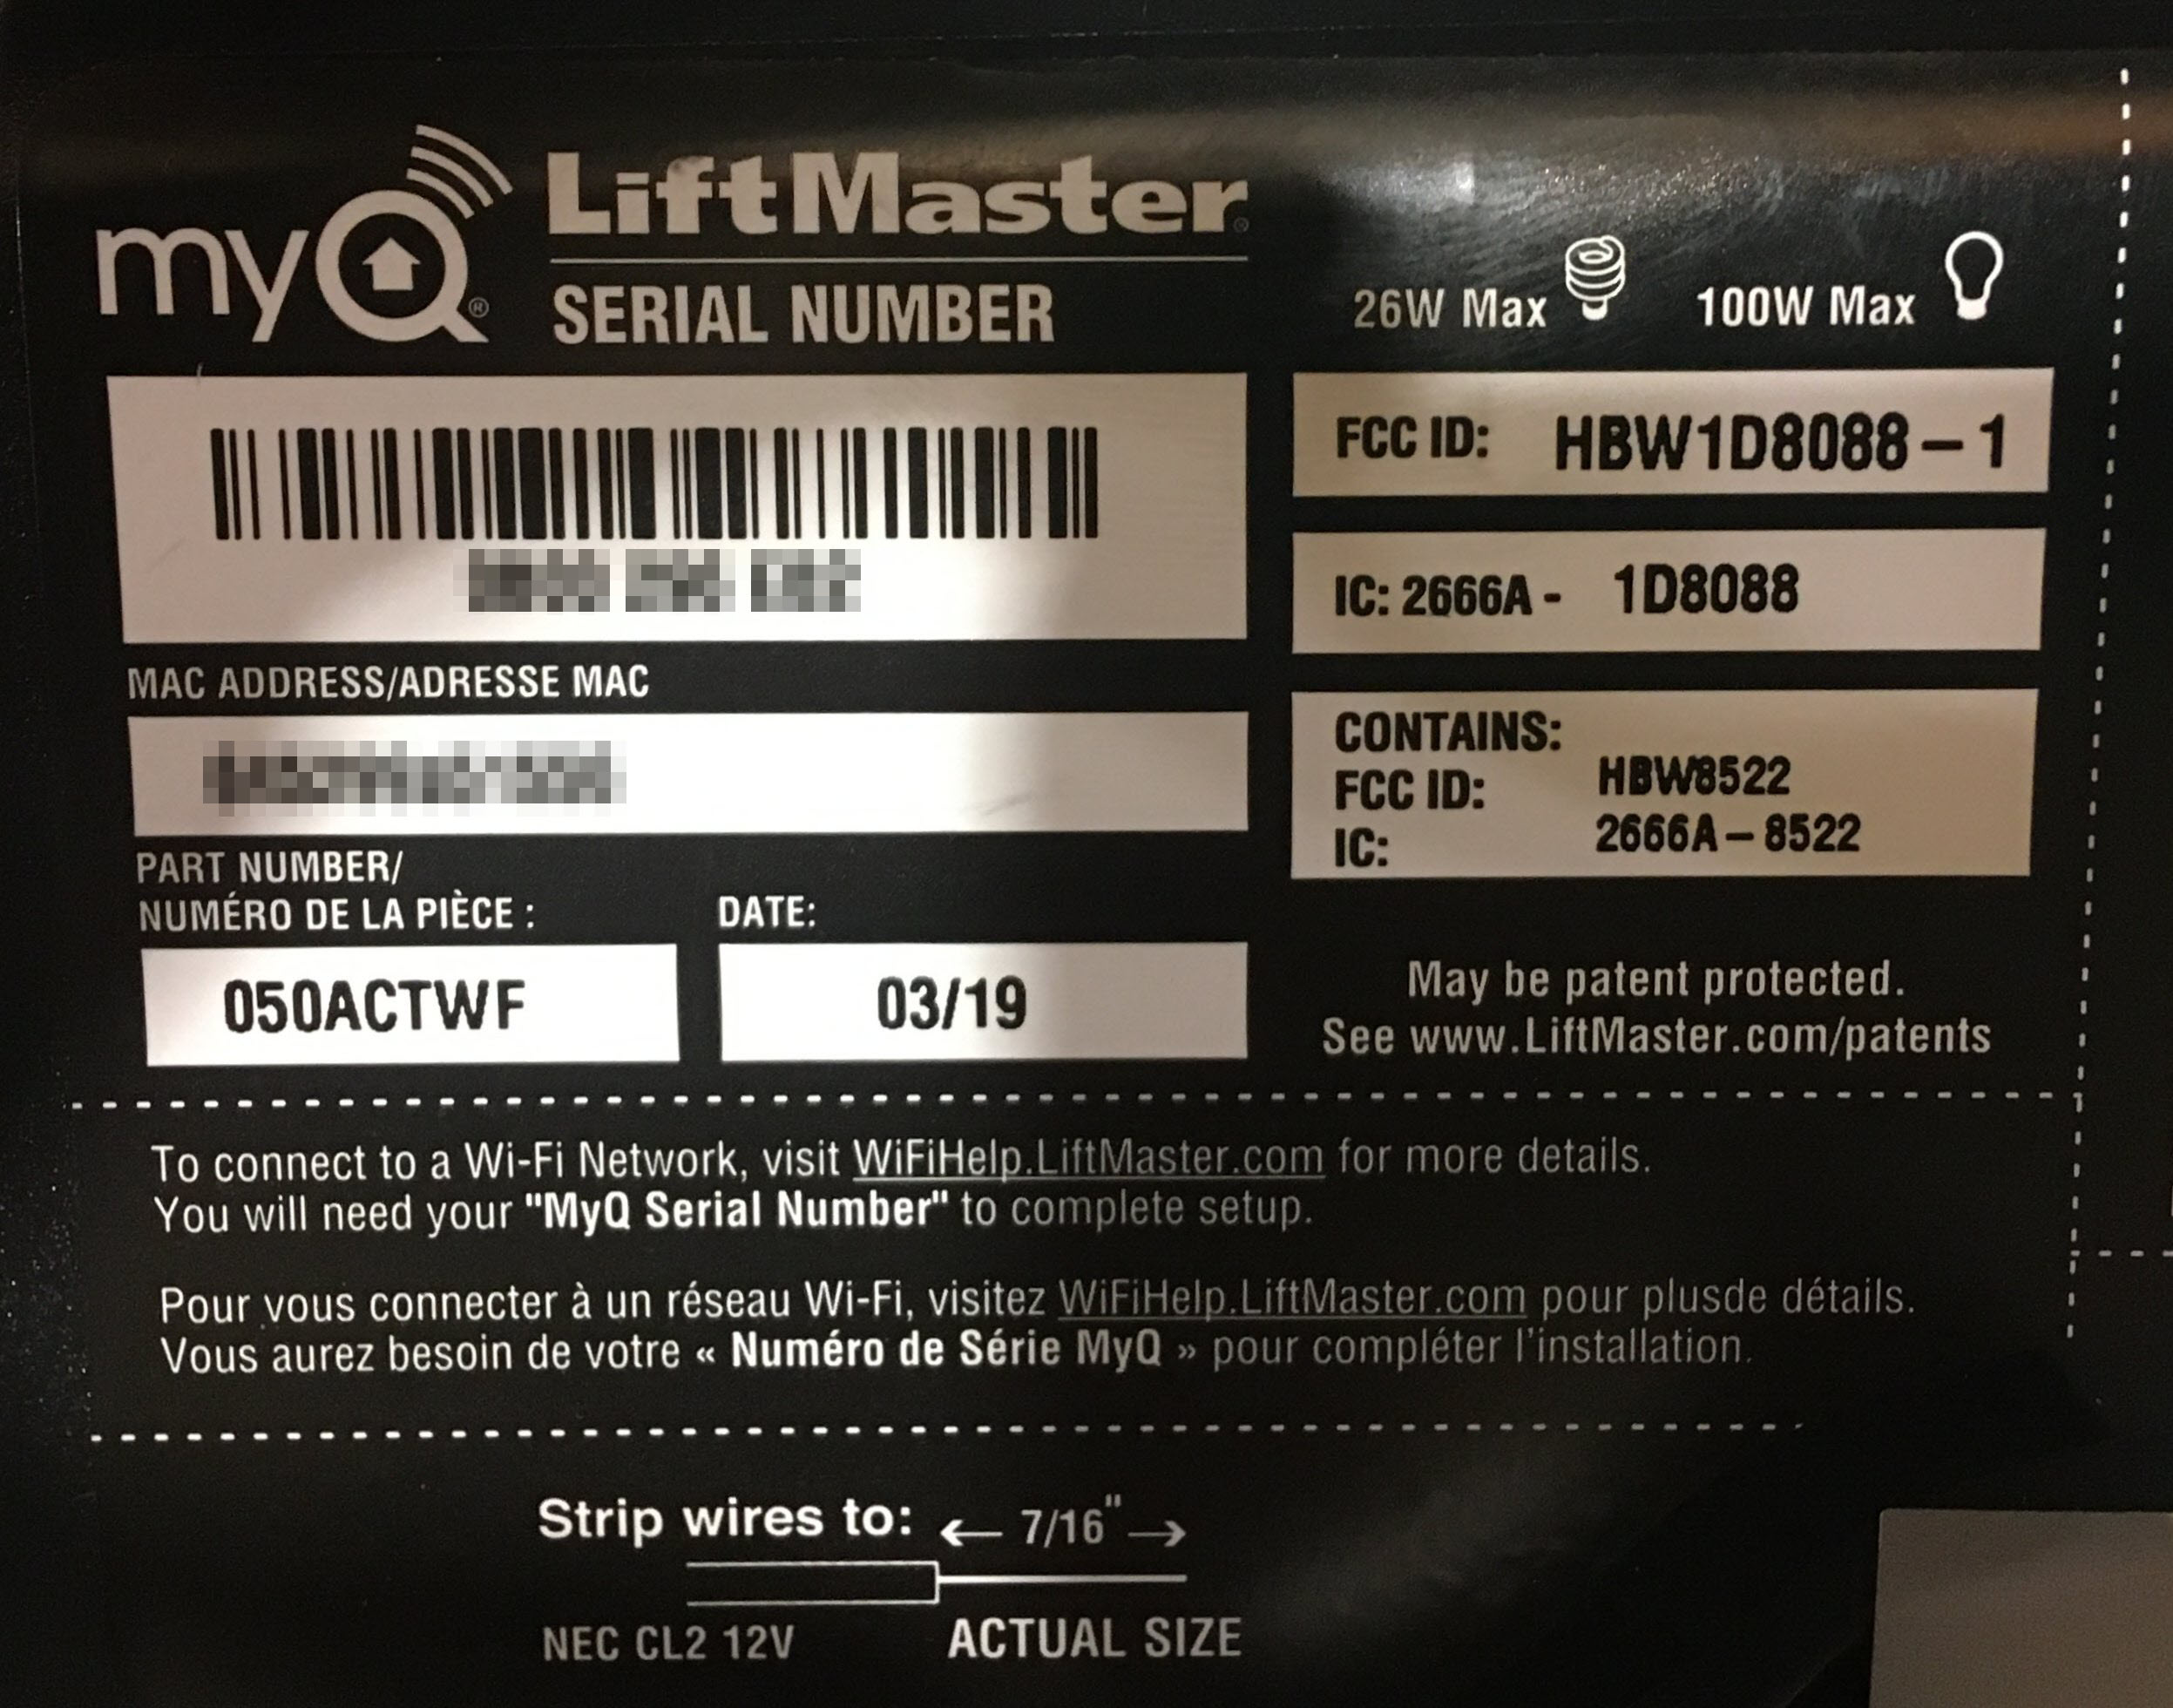 myQ® LiftMaster®
SERIAL NUMBER
26W Max
100W Max
FCC ID: HBW1D8088-1
IC: 2666A - 1D8088
MAC ADDRESS/ADRESSE MAC
CONTAINS:
FCC ID: HBW8522
IC: 2666A-8522
PART NUMBER/
NUMÉRO DE LA PIÈCE :
050ACTWF
DATE:
03/19
May be patent protected.
See www.LiftMaster.com/patents
To connect to a Wi-Fi Network, visit WiFiHelp.LiftMaster.com for more details.
You will need your "MyQ Serial Number" to complete setup.
Pour vous connecter à un réseau Wi-Fi, visitez WiFiHelp.LiftMaster.com pour plusde détails.
Vous aurez besoin de votre « Numéro de Série MyQ » pour compléter l'installation.
Strip wires to: ← 7/16" →
NEC CL2 12V
ACTUAL SIZE